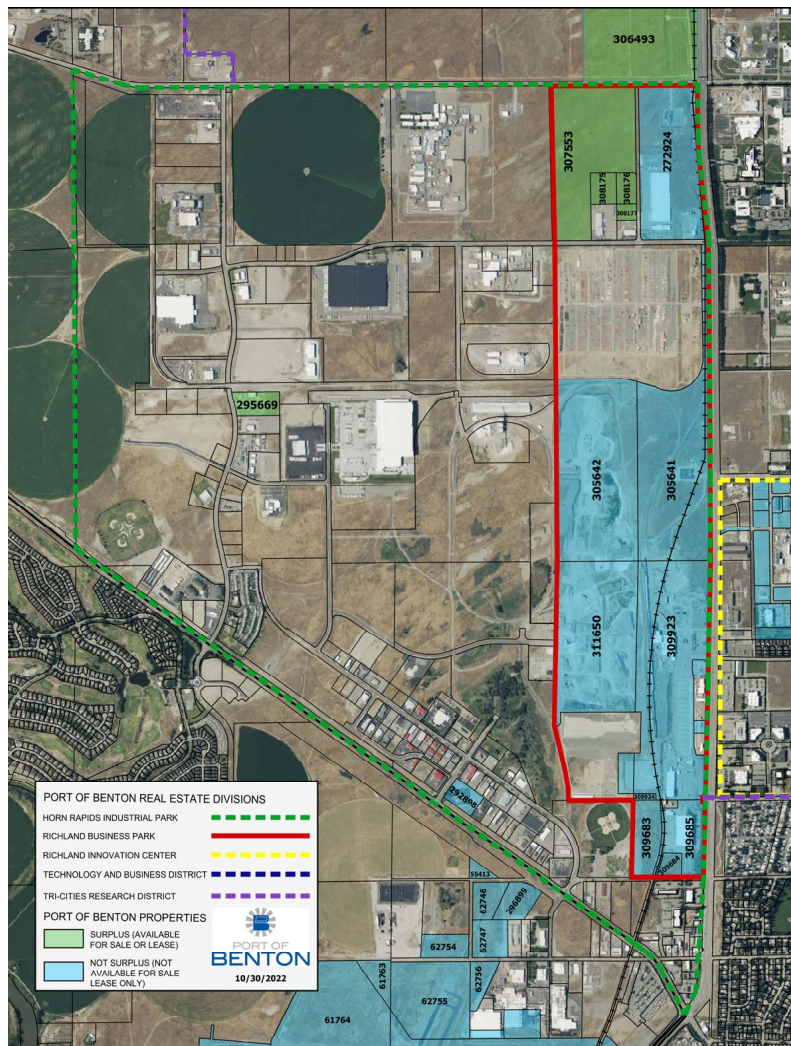 306493
307553
272924
308175
308176
308177
295669
305642
305641
311650
309923
309924
292898
309683
309685
309684
55413
62746
296899
62747
62754
61763
62756
62755
61764
PORT OF BENTON REAL ESTATE DIVISIONS
HORN RAPIDS INDUSTRIAL PARK
RICHLAND BUSINESS PARK
RICHLAND INNOVATION CENTER
TECHNOLOGY AND BUSINESS DISTRICT
TRI-CITIES RESEARCH DISTRICT
PORT OF BENTON PROPERTIES
SURPLUS (AVAILABLE
FOR SALE OR LEASE)
NOT SURPLUS (NOT
AVAILABLE FOR SALE
LEASE ONLY)
PORT OF
BENTON
10/30/2022